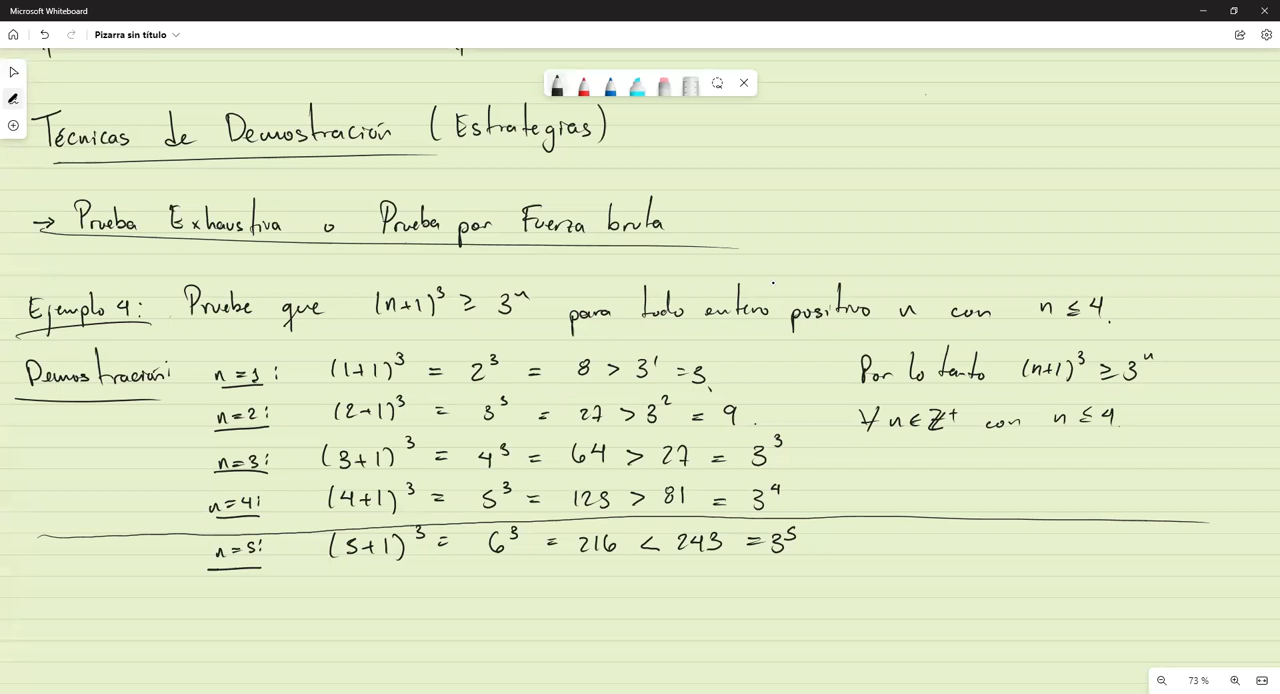 Microsoft Whiteboard
Pizarra sin título
Técnicas de Demostración (Estrategias)
→ Prueba Exhaustiva o Prueba por Fuerza bruta
Ejemplo 4: Pruebe que (n+1)³ ≥ 3ⁿ para todo entero positivo n con n ≤ 4.
Demostración:
n=1: (1+1)³ = 2³ = 8 > 3¹ = 3,
n=2: (2+1)³ = 3³ = 27 > 3² = 9.
n=3: (3+1)³ = 4³ = 64 > 27 = 3³
n=4: (4+1)³ = 5³ = 125 > 81 = 3⁴
n=5: (5+1)³ = 6³ = 216 < 243 = 3⁵
Por lo tanto (n+1)³ ≥ 3ⁿ
∀ n ∈ ℤ⁺ con n ≤ 4.
73 %